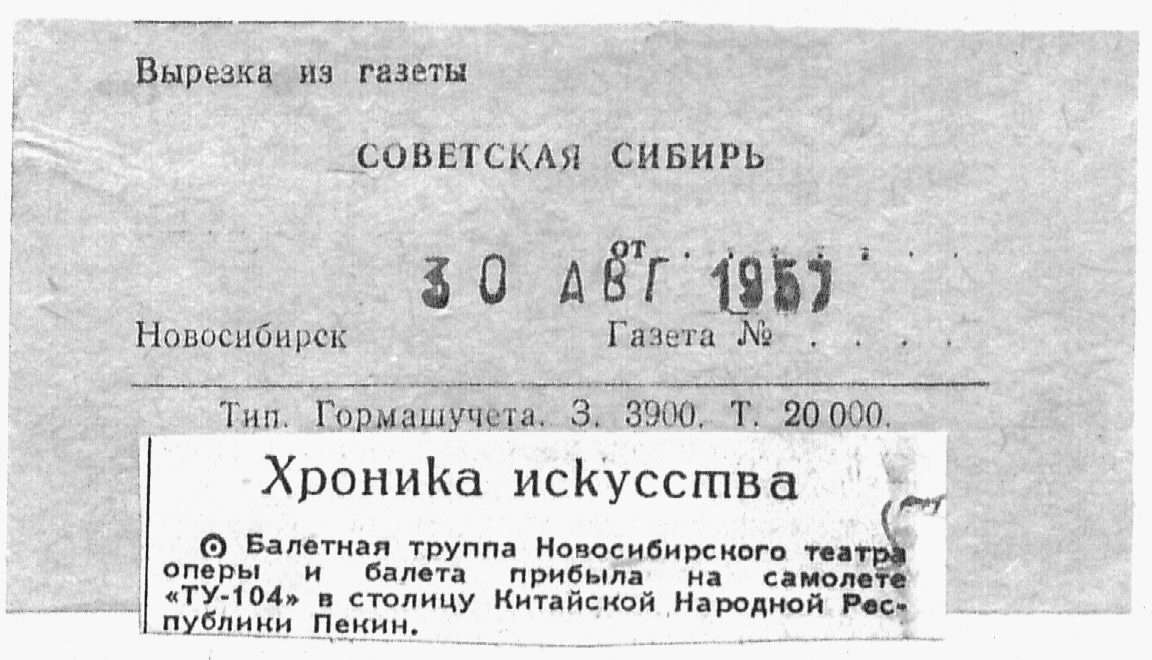 Вырезка из газеты
СОВЕТСКАЯ СИБИРЬ
от . . . . . . .
30 АВГ 1957
Новосибирск Газета № . . . .
Тип. Гормашучета. З. 3900. Т. 20 000.
Хроника искусства
⊙ Балетная труппа Новосибирского театра
оперы и балета прибыла на самолете
«ТУ-104» в столицу Китайской Народной Рес-
публики Пекин.